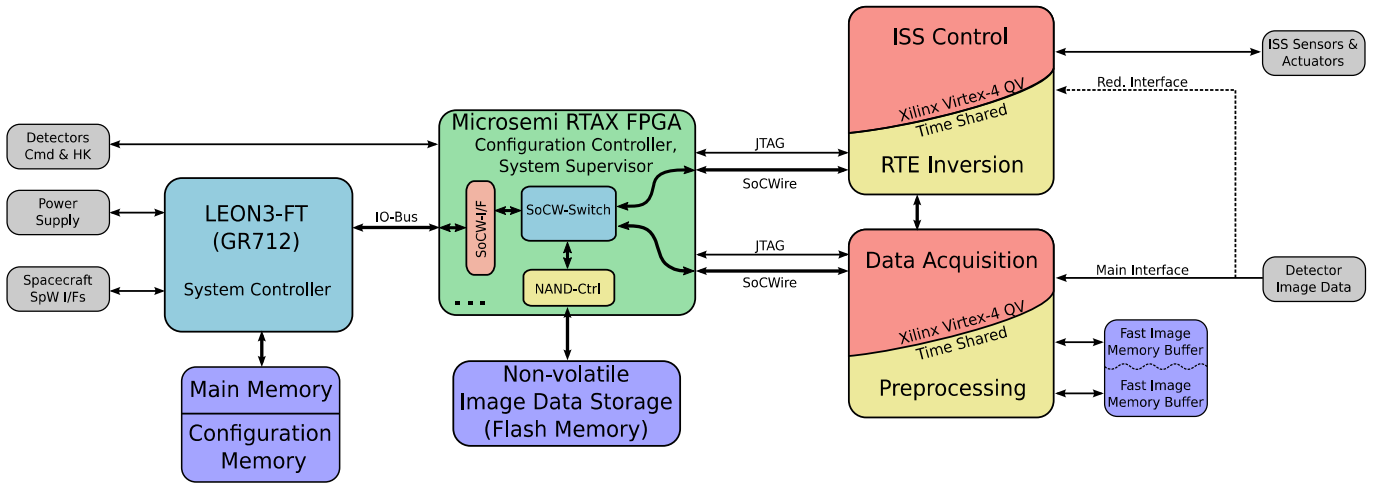 Detectors
Cmd & HK
Power
Supply
Spacecraft
SpW I/Fs
LEON3-FT
(GR712)
System Controller
Main Memory
Configuration
Memory
IO-Bus
Microsemi RTAX FPGA
Configuration Controller,
System Supervisor
SoCW-I/F
SoCW-Switch
NAND-Ctrl
...
Non-volatile
Image Data Storage
(Flash Memory)
JTAG
SoCWire
JTAG
SoCWire
ISS Control
Xilinx Virtex-4 QV
Time Shared
RTE Inversion
Data Acquisition
Xilinx Virtex-4 QV
Time Shared
Preprocessing
ISS Sensors &
Actuators
Red. Interface
Main Interface
Detector
Image Data
Fast Image
Memory Buffer
Fast Image
Memory Buffer